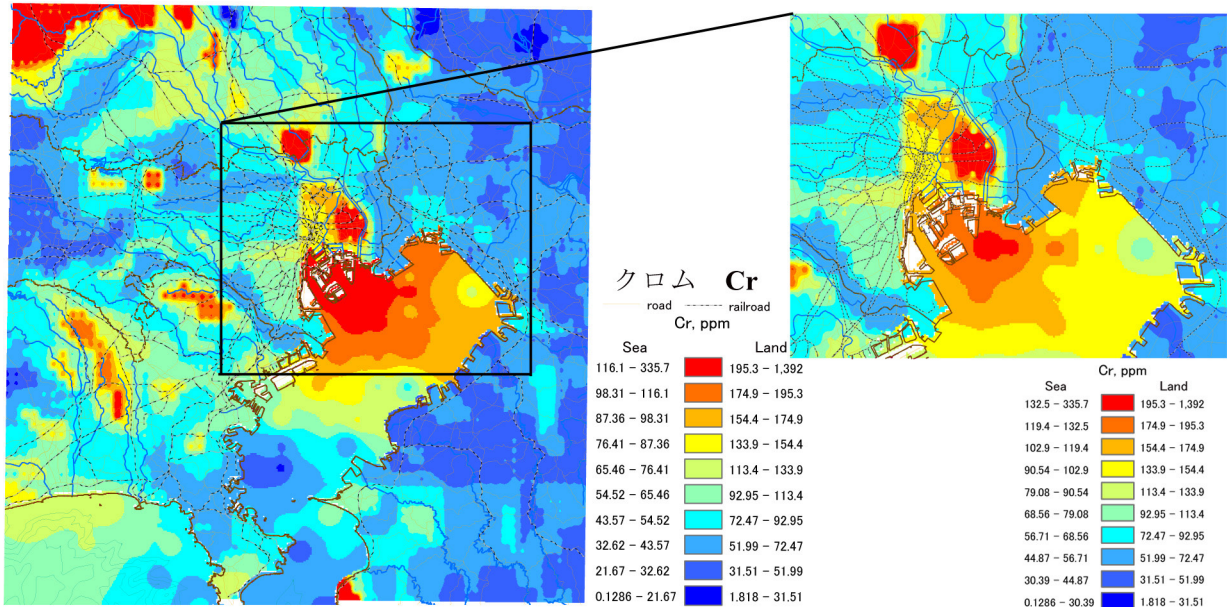 クロム Cr
road railroad
Cr, ppm
Sea Land
116.1 − 335.7 195.3 − 1,392
98.31 − 116.1 174.9 − 195.3
87.36 − 98.31 154.4 − 174.9
76.41 − 87.36 133.9 − 154.4
65.46 − 76.41 113.4 − 133.9
54.52 − 65.46 92.95 − 113.4
43.57 − 54.52 72.47 − 92.95
32.62 − 43.57 51.99 − 72.47
21.67 − 32.62 31.51 − 51.99
0.1286 − 21.67 1.818 − 31.51
Cr, ppm
Sea Land
132.5 − 335.7 195.3 − 1,392
119.4 − 132.5 174.9 − 195.3
102.9 − 119.4 154.4 − 174.9
90.54 − 102.9 133.9 − 154.4
79.08 − 90.54 113.4 − 133.9
68.56 − 79.08 92.95 − 113.4
56.71 − 68.56 72.47 − 92.95
44.87 − 56.71 51.99 − 72.47
30.39 − 44.87 31.51 − 51.99
0.1286 − 30.39 1.818 − 31.51